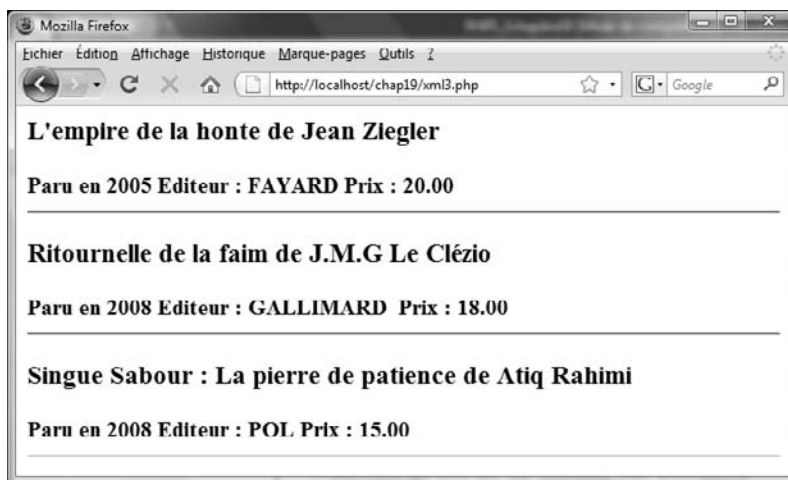 Mozilla Firefox
Fichier Édition Affichage Historique Marque-pages Outils ?
http://localhost/chap19/xml3.php
G Google
L'empire de la honte de Jean Ziegler
Paru en 2005 Editeur : FAYARD Prix : 20.00
Ritournelle de la faim de J.M.G Le Clézio
Paru en 2008 Editeur : GALLIMARD Prix : 18.00
Singue Sabour : La pierre de patience de Atiq Rahimi
Paru en 2008 Editeur : POL Prix : 15.00